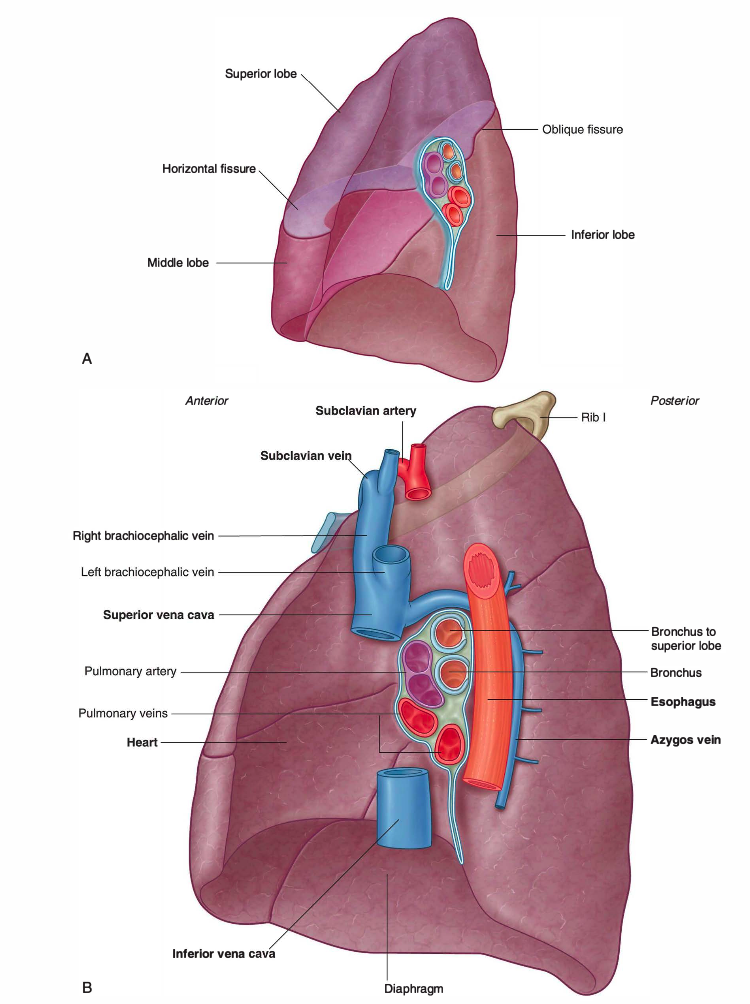 Superior lobe
Oblique fissure
Horizontal fissure
Inferior lobe
Middle lobe
A
Anterior
Posterior
Subclavian artery
Rib I
Subclavian vein
Right brachiocephalic vein
Left brachiocephalic vein
Superior vena cava
Bronchus to
superior lobe
Pulmonary artery
Bronchus
Esophagus
Pulmonary veins
Heart
Azygos vein
Inferior vena cava
B
Diaphragm